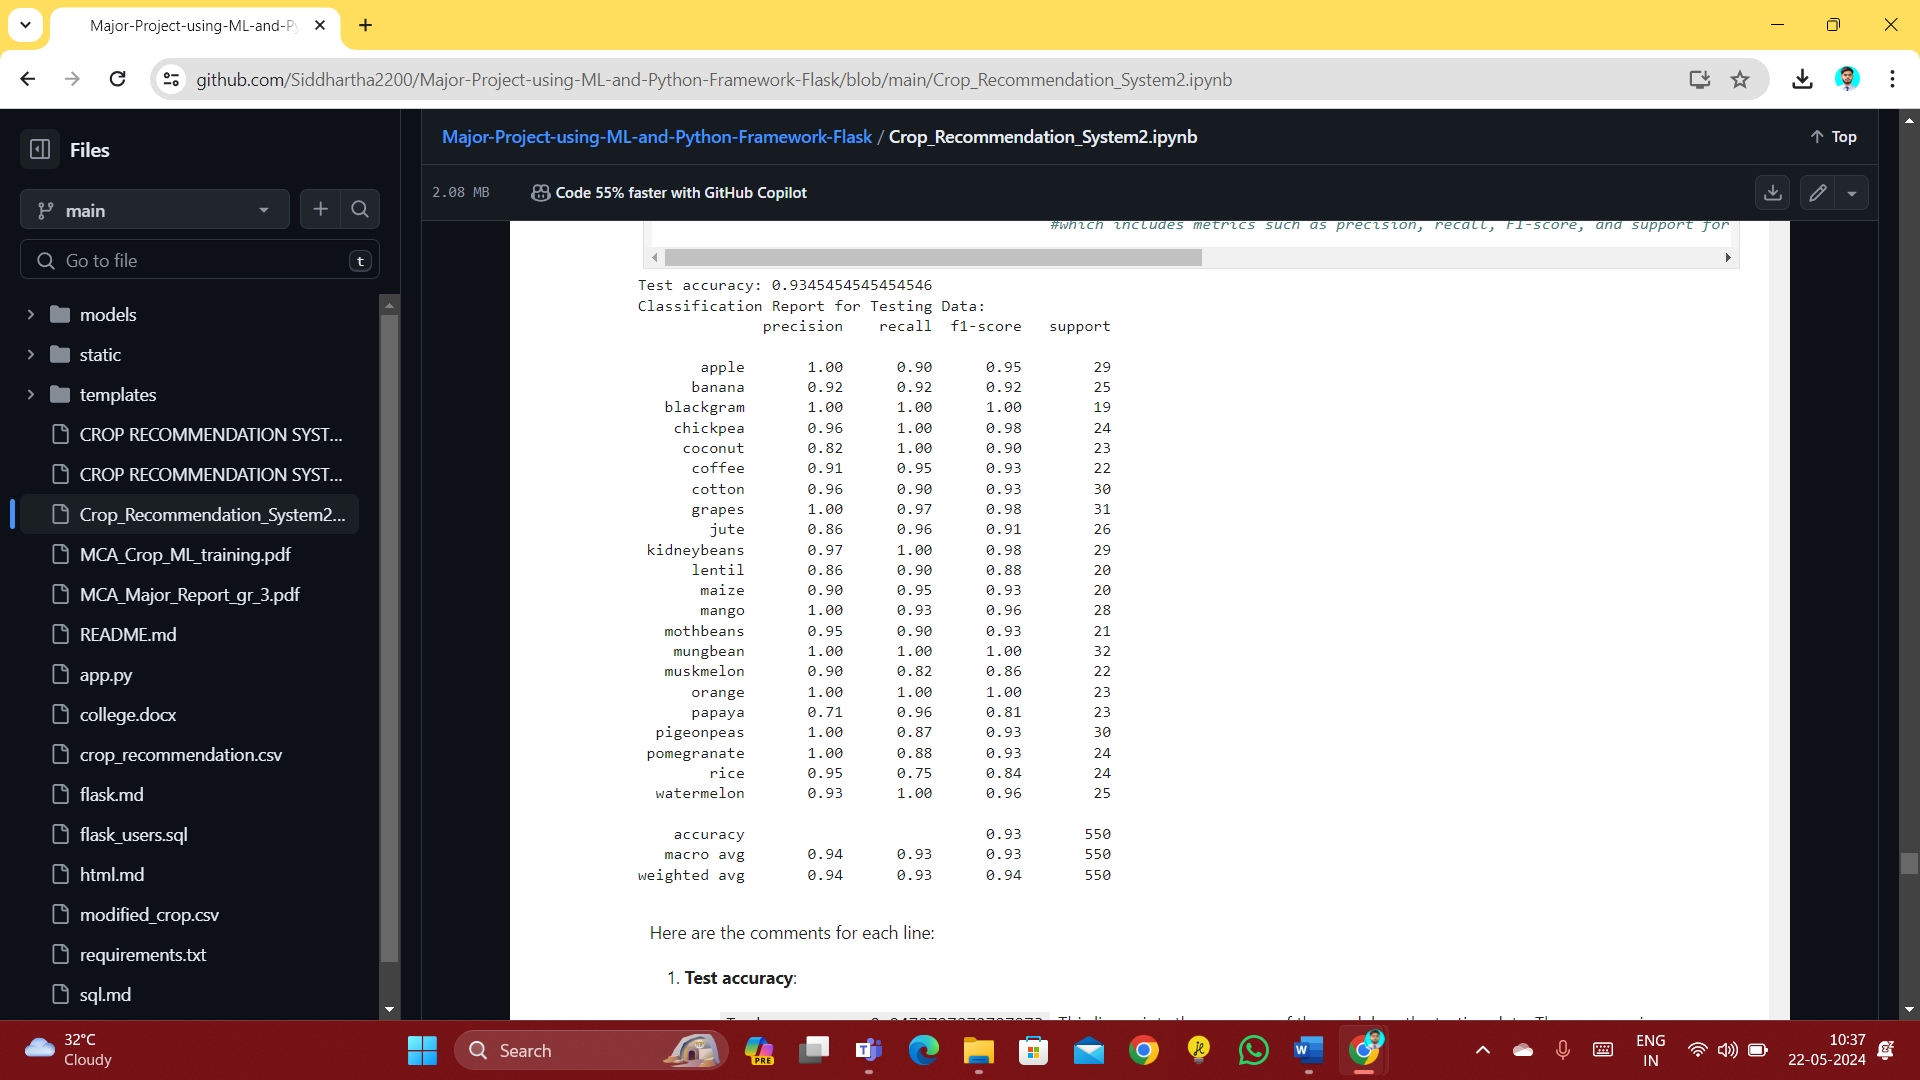 Major-Project-using-ML-and-Py
github.com/Siddhartha2200/Major-Project-using-ML-and-Python-Framework-Flask/blob/main/Crop_Recommendation_System2.ipynb
Files
main
Go to file
t
models
static
templates
CROP RECOMMENDATION SYST...
CROP RECOMMENDATION SYST...
Crop_Recommendation_System2...
MCA_Crop_ML_training.pdf
MCA_Major_Report_gr_3.pdf
README.md
app.py
college.docx
crop_recommendation.csv
flask.md
flask_users.sql
html.md
modified_crop.csv
requirements.txt
sql.md
Major-Project-using-ML-and-Python-Framework-Flask / Crop_Recommendation_System2.ipynb
Top
2.08 MB
Code 55% faster with GitHub Copilot
#which includes metrics such as precision, recall, F1-score, and support for
Test accuracy: 0.9345454545454546
Classification Report for Testing Data:
precision recall f1-score support
apple 1.00 0.90 0.95 29
banana 0.92 0.92 0.92 25
blackgram 1.00 1.00 1.00 19
chickpea 0.96 1.00 0.98 24
coconut 0.82 1.00 0.90 23
coffee 0.91 0.95 0.93 22
cotton 0.96 0.90 0.93 30
grapes 1.00 0.97 0.98 31
jute 0.86 0.96 0.91 26
kidneybeans 0.97 1.00 0.98 29
lentil 0.86 0.90 0.88 20
maize 0.90 0.95 0.93 20
mango 1.00 0.93 0.96 28
mothbeans 0.95 0.90 0.93 21
mungbean 1.00 1.00 1.00 32
muskmelon 0.90 0.82 0.86 22
orange 1.00 1.00 1.00 23
papaya 0.71 0.96 0.81 23
pigeonpeas 1.00 0.87 0.93 30
pomegranate 1.00 0.88 0.93 24
rice 0.95 0.75 0.84 24
watermelon 0.93 1.00 0.96 25
accuracy 0.93 550
macro avg 0.94 0.93 0.93 550
weighted avg 0.94 0.93 0.94 550
Here are the comments for each line:
1. Test accuracy:
32°C
Cloudy
Search
PRE
ENG
IN
10:37
22-05-2024